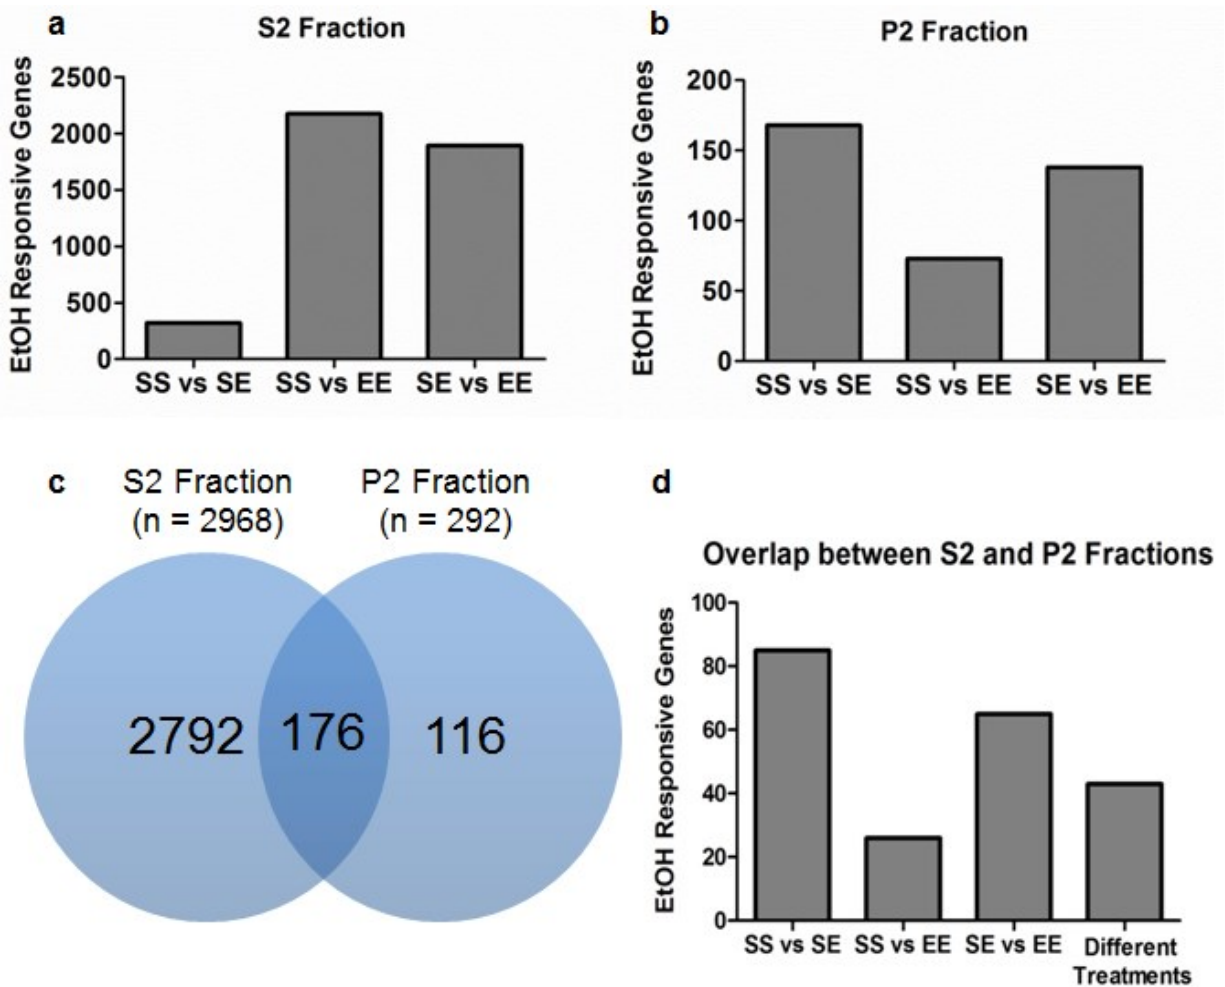 a
S2 Fraction
EtOH Responsive Genes
2500
2000
1500
1000
500
0
SS vs SE
SS vs EE
SE vs EE
b
P2 Fraction
EtOH Responsive Genes
200
150
100
50
0
SS vs SE
SS vs EE
SE vs EE
c
S2 Fraction
(n = 2968)
P2 Fraction
(n = 292)
2792
176
116
d
Overlap between S2 and P2 Fractions
EtOH Responsive Genes
100
80
60
40
20
0
SS vs SE
SS vs EE
SE vs EE
Different
Treatments